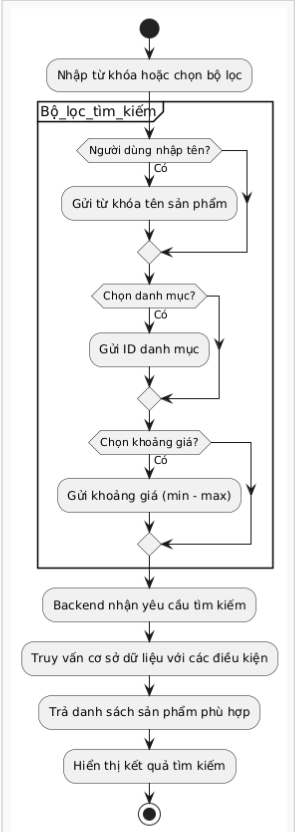 Nhập từ khóa hoặc chọn bộ lọc
Bộ_lọc_tìm_kiếm
Người dùng nhập tên?
Có
Gửi từ khóa tên sản phẩm
Chọn danh mục?
Có
Gửi ID danh mục
Chọn khoảng giá?
Có
Gửi khoảng giá (min - max)
Backend nhận yêu cầu tìm kiếm
Truy vấn cơ sở dữ liệu với các điều kiện
Trả danh sách sản phẩm phù hợp
Hiển thị kết quả tìm kiếm